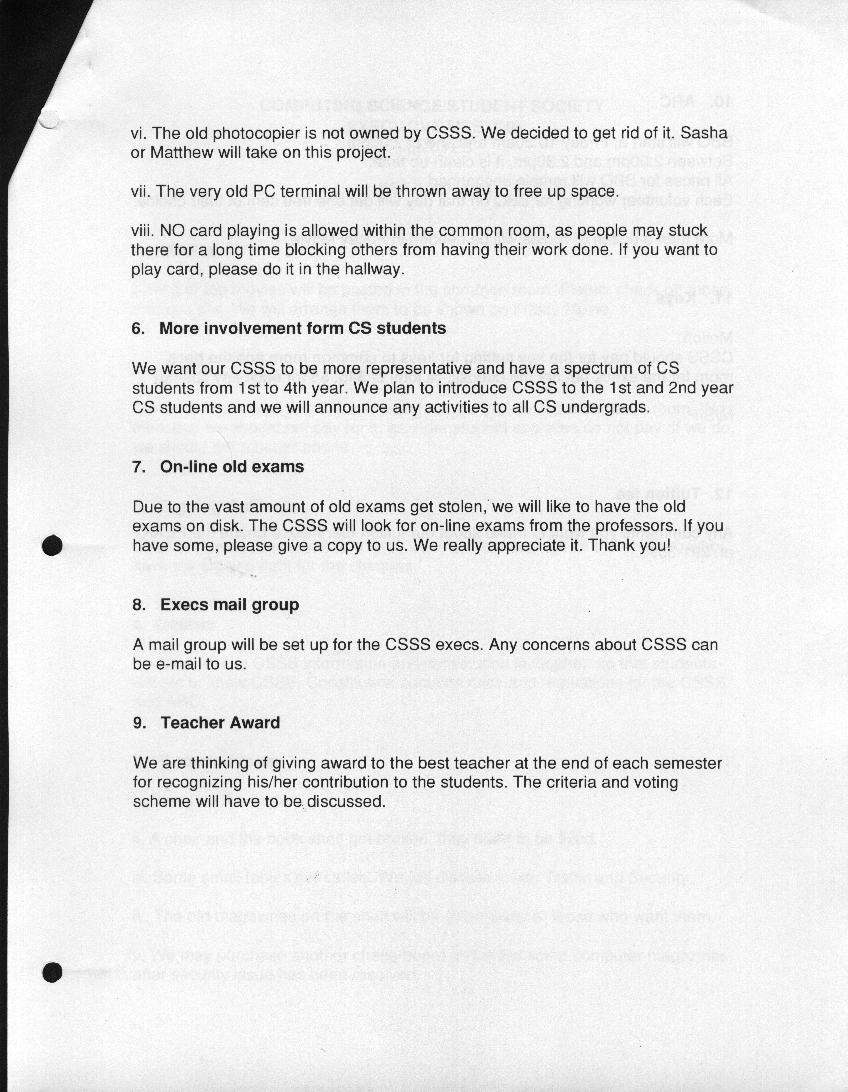 vi. The old photocopier is not owned by CSSS. We decided to get rid of it. Sasha
or Matthew will take on this project.
vii. The very old PC terminal will be thrown away to free up space.
viii. NO card playing is allowed within the common room, as people may stuck
there for a long time blocking others from having their work done. If you want to
play card, please do it in the hallway.
6. More involvement form CS students
We want our CSSS to be more representative and have a spectrum of CS
students from 1st to 4th year. We plan to introduce CSSS to the 1st and 2nd year
CS students and we will announce any activities to all CS undergrads.
7. On-line old exams
Due to the vast amount of old exams get stolen, we will like to have the old
exams on disk. The CSSS will look for on-line exams from the professors. If you
have some, please give a copy to us. We really appreciate it. Thank you!
8. Execs mail group
A mail group will be set up for the CSSS execs. Any concerns about CSSS can
be e-mail to us.
9. Teacher Award
We are thinking of giving award to the best teacher at the end of each semester
for recognizing his/her contribution to the students. The criteria and voting
scheme will have to be discussed.